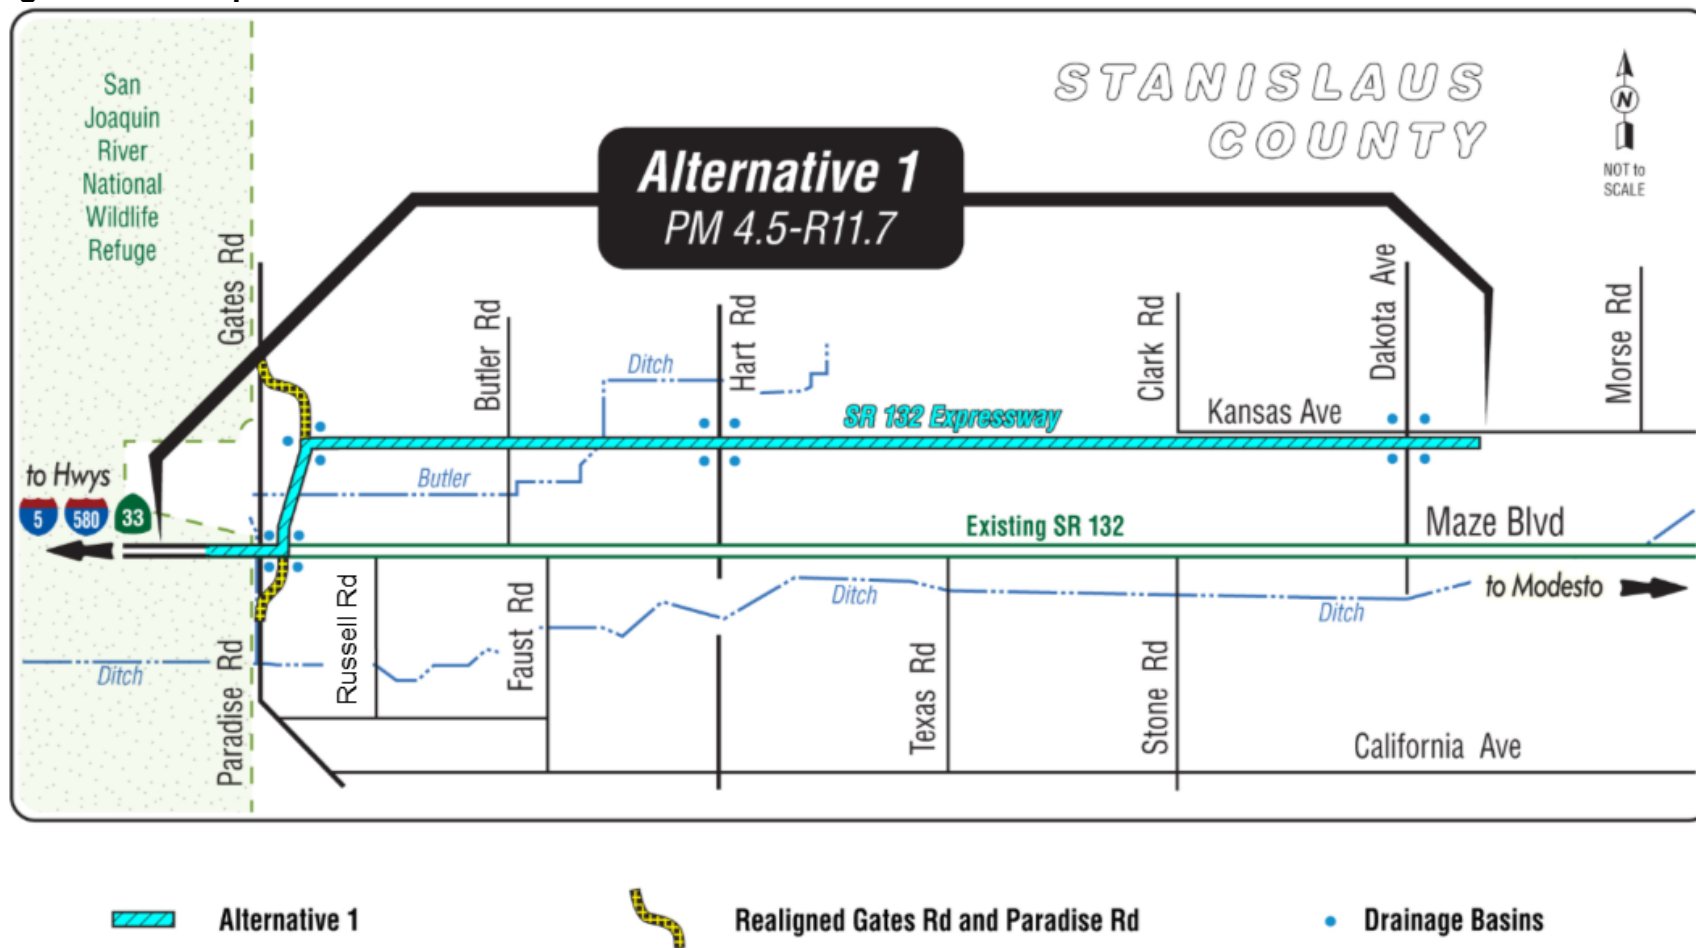 San
Joaquin
River
National
Wildlife
Refuge
STANISLAUS
COUNTY
N
NOT to
SCALE
Alternative 1
PM 4.5-R11.7
Gates Rd
Butler Rd
Hart Rd
Clark Rd
Dakota Ave
Morse Rd
Ditch
Kansas Ave
SR 132 Expressway
to Hwys
5
580
33
Butler
Existing SR 132
Maze Blvd
to Modesto
Ditch
Ditch
Ditch
Paradise Rd
Russell Rd
Faust Rd
Texas Rd
Stone Rd
California Ave
Alternative 1
Realigned Gates Rd and Paradise Rd
Drainage Basins